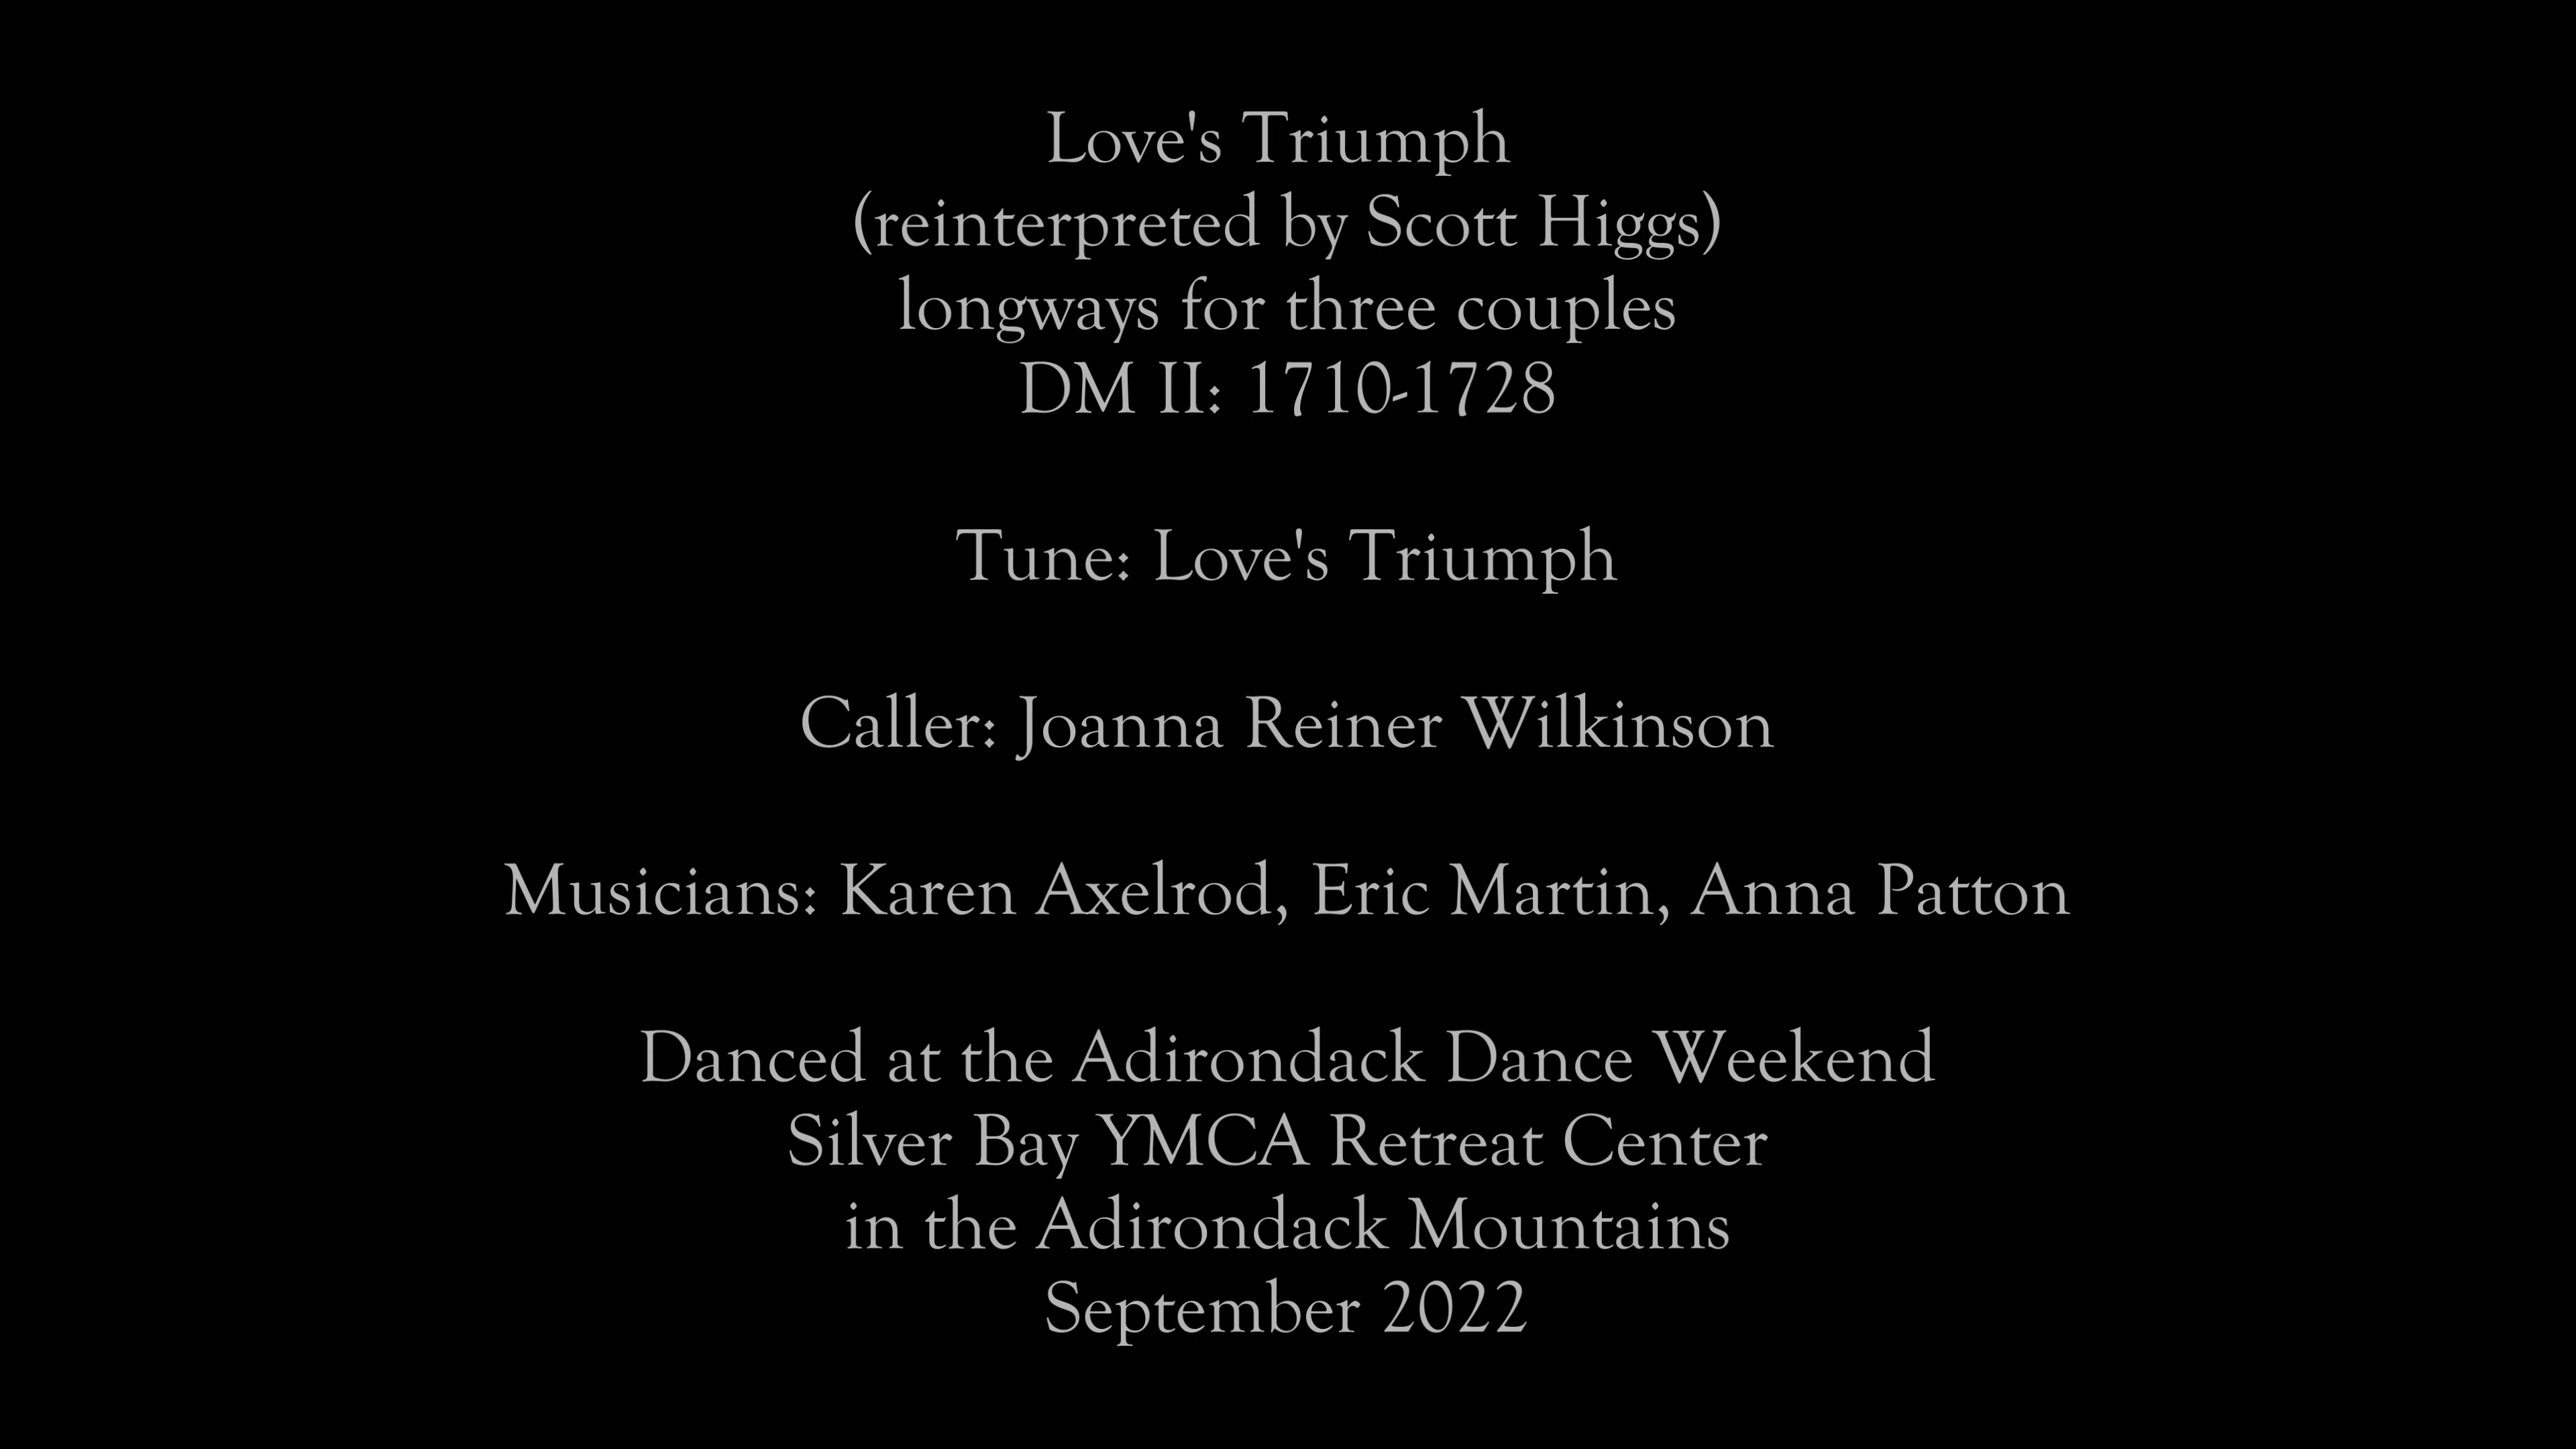 Love's Triumph
(reinterpreted by Scott Higgs)
longways for three couples
DM II: 1710-1728
Tune: Love's Triumph
Caller: Joanna Reiner Wilkinson
Musicians: Karen Axelrod, Eric Martin, Anna Patton
Danced at the Adirondack Dance Weekend
Silver Bay YMCA Retreat Center
in the Adirondack Mountains
September 2022